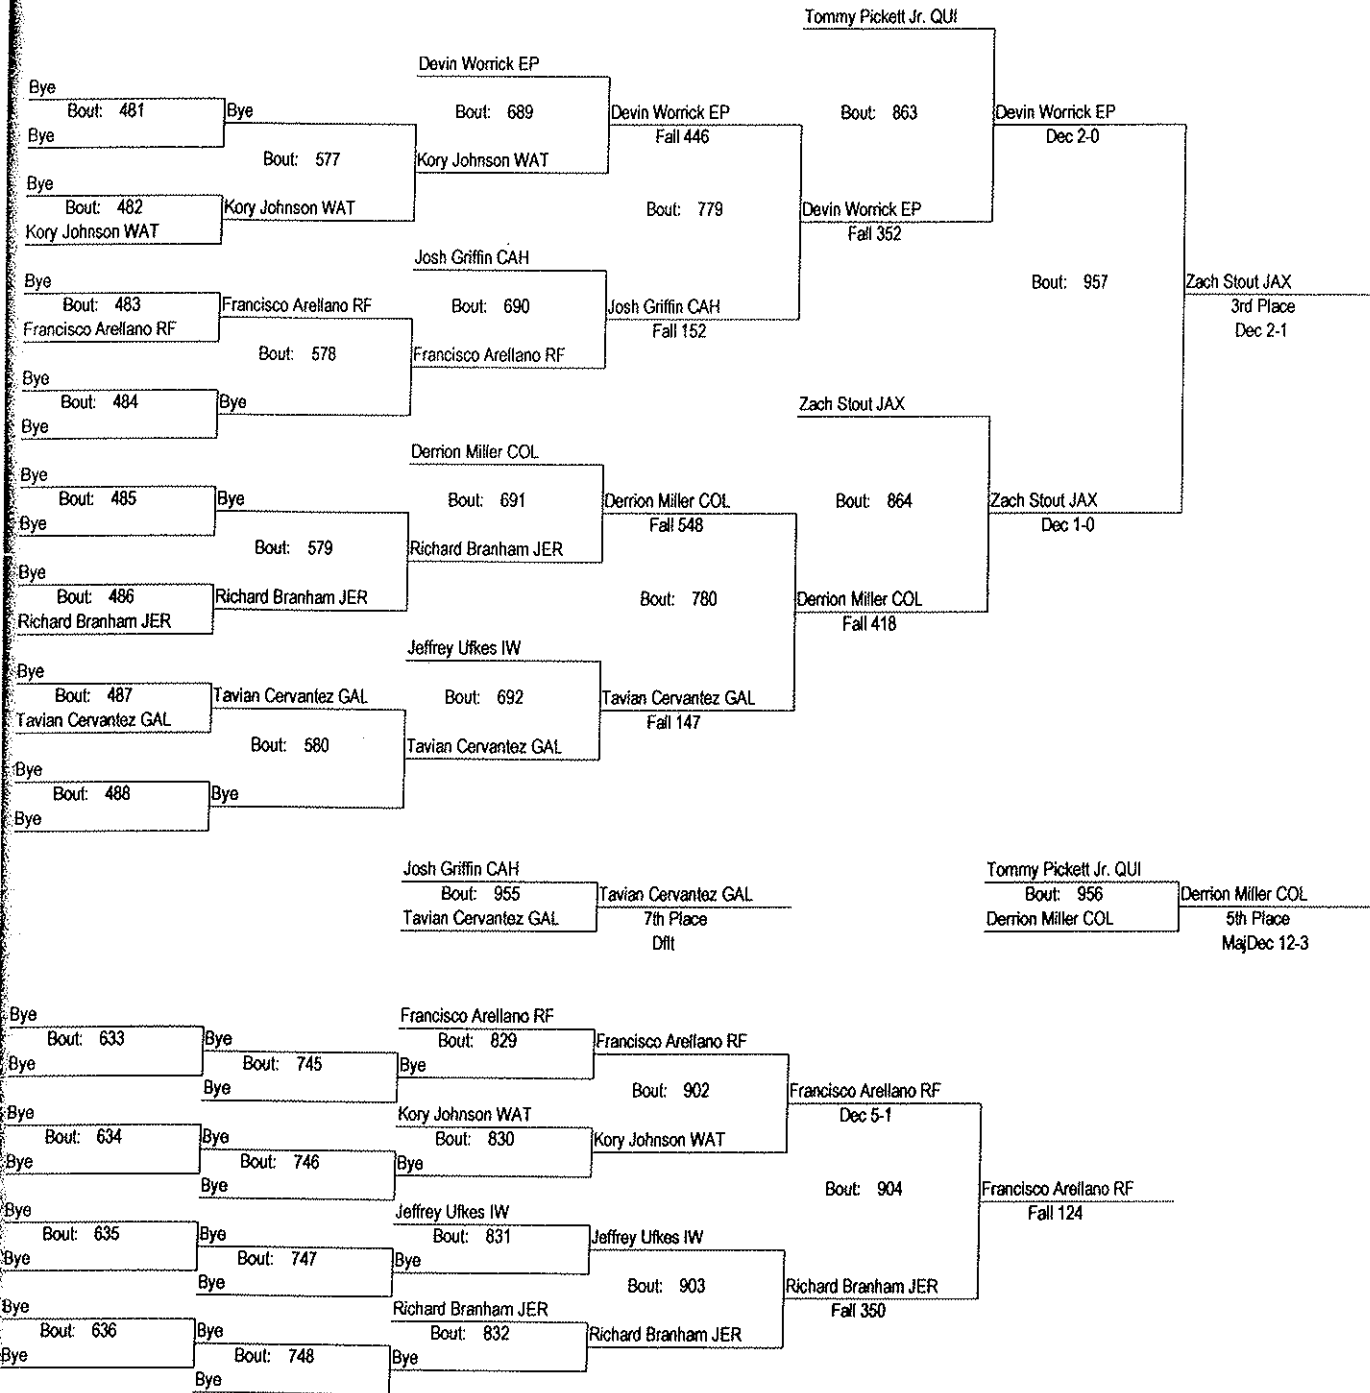 Tommy Pickett Jr. QUI
Devin Worrick EP
Bye
Bout: 481
Bye
Bout: 689
Devin Worrick EP
Bout: 863
Devin Worrick EP
Bye
Fall 446
Dec 2-0
Bout: 577
Kory Johnson WAT
Bye
Bout: 482
Kory Johnson WAT
Bout: 779
Devin Worrick EP
Kory Johnson WAT
Fall 352
Josh Griffin CAH
Bye
Bout: 957
Zach Stout JAX
Bout: 483
Francisco Arellano RF
Bout: 690
Josh Griffin CAH
3rd Place
Francisco Arellano RF
Fall 152
Dec 2-1
Bout: 578
Francisco Arellano RF
Bye
Bout: 484
Bye
Zach Stout JAX
Bye
Derrion Miller COL
Bye
Bout: 485
Bye
Bout: 691
Derrion Miller COL
Bout: 864
Zach Stout JAX
Bye
Fall 548
Dec 1-0
Bout: 579
Richard Branham JER
Bye
Bout: 486
Richard Branham JER
Bout: 780
Derrion Miller COL
Richard Branham JER
Fall 418
Jeffrey Ufkes IW
Bye
Bout: 487
Tavian Cervantez GAL
Bout: 692
Tavian Cervantez GAL
Tavian Cervantez GAL
Fall 147
Bout: 580
Tavian Cervantez GAL
Bye
Bout: 488
Bye
Bye
Josh Griffin CAH
Tommy Pickett Jr. QUI
Bout: 955
Tavian Cervantez GAL
Bout: 956
Derrion Miller COL
Tavian Cervantez GAL
7th Place
Derrion Miller COL
5th Place
Dflt
MajDec 12-3
Bye
Francisco Arellano RF
Bout: 633
Bye
Bout: 829
Francisco Arellano RF
Bye
Bout: 745
Bye
Bye
Bout: 902
Francisco Arellano RF
Bye
Kory Johnson WAT
Dec 5-1
Bout: 634
Bye
Bout: 830
Kory Johnson WAT
Bye
Bout: 746
Bye
Bye
Bout: 904
Francisco Arellano RF
Bye
Jeffrey Ufkes IW
Fall 124
Bout: 635
Bye
Bout: 831
Jeffrey Ufkes IW
Bye
Bout: 747
Bye
Bye
Bout: 903
Richard Branham JER
Bye
Richard Branham JER
Fall 350
Bout: 636
Bye
Bout: 832
Richard Branham JER
Bye
Bout: 748
Bye
Bye